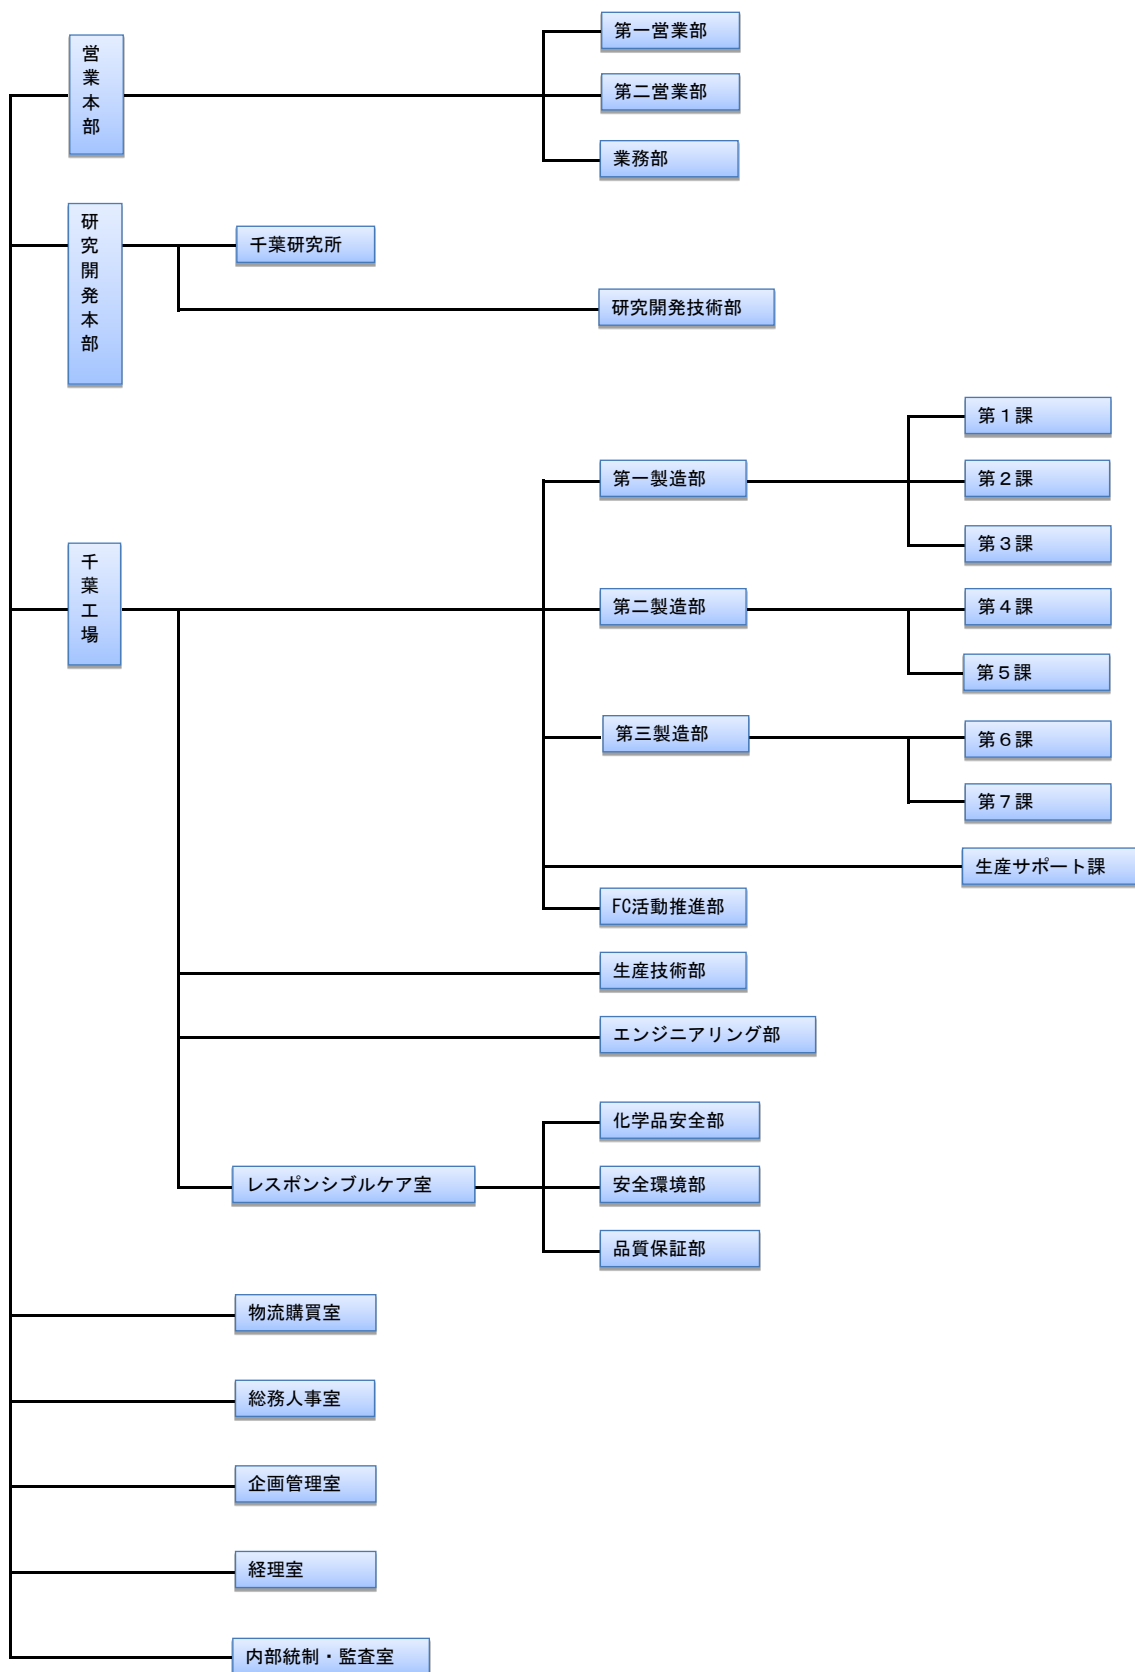 営業本部
第一営業部
第二営業部
業務部
研究開発本部
千葉研究所
研究開発技術部
千葉工場
第一製造部
第１課
第２課
第３課
第二製造部
第４課
第５課
第三製造部
第６課
第７課
生産サポート課
FC活動推進部
生産技術部
エンジニアリング部
レスポンシブルケア室
化学品安全部
安全環境部
品質保証部
物流購買室
総務人事室
企画管理室
経理室
内部統制・監査室